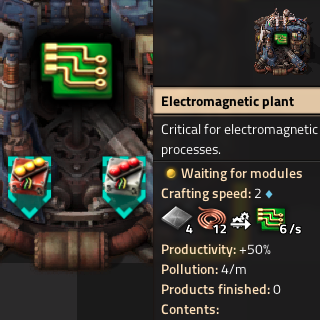 Electromagnetic plant
Critical for electromagnetic
processes.
Waiting for modules
Crafting speed: 2
4 12 6/s
Productivity: +50%
Pollution: 4/m
Products finished: 0
Contents: